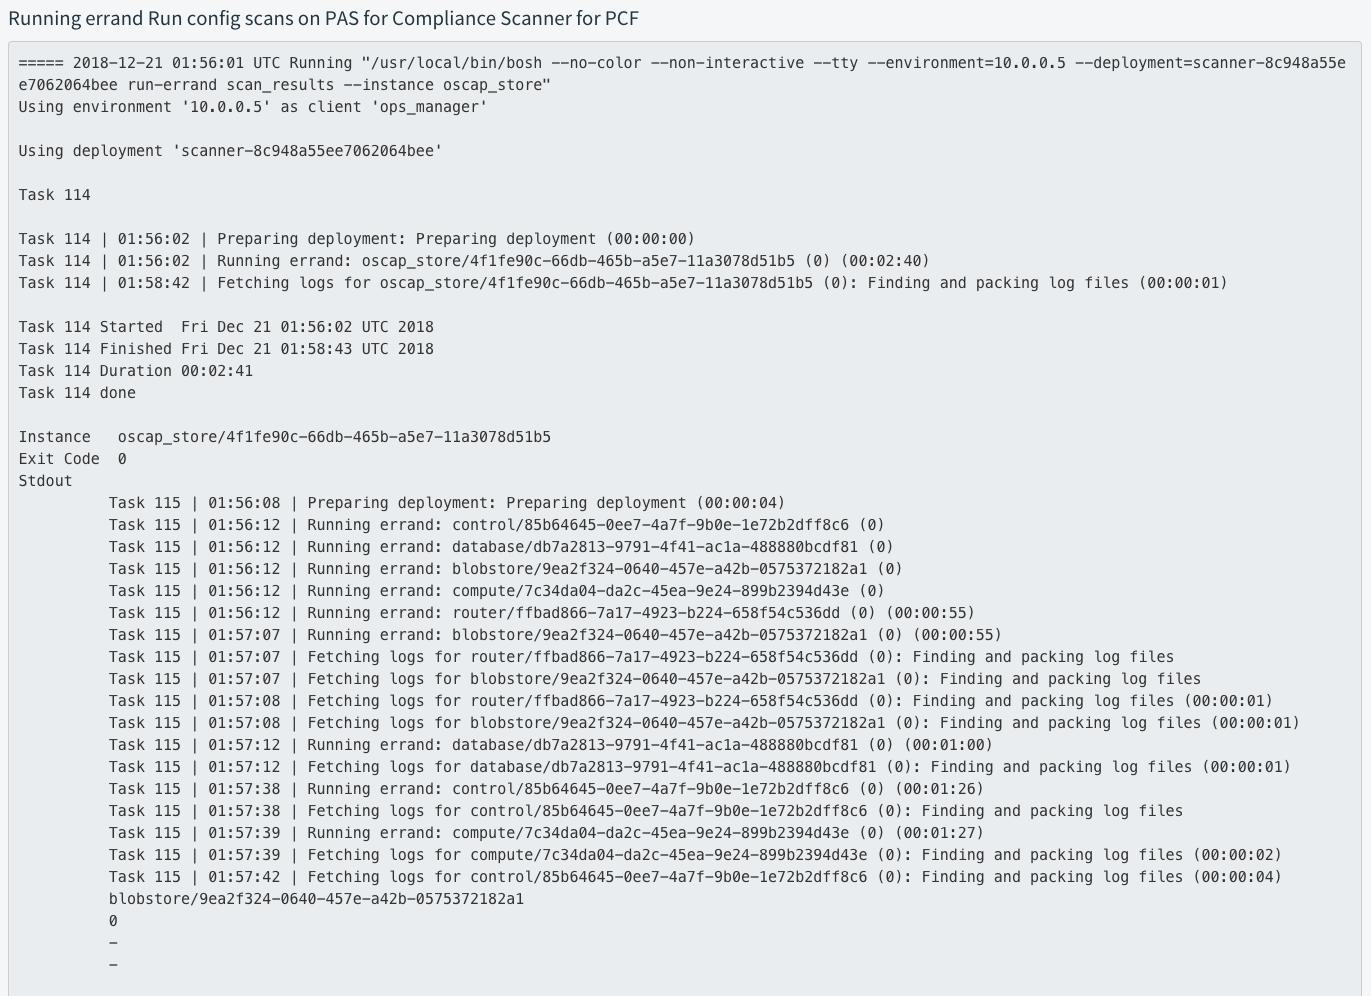 Running errand Run config scans on PAS for Compliance Scanner for PCF
===== 2018-12-21 01:56:01 UTC Running "/usr/local/bin/bosh --no-color --non-interactive --tty --environment=10.0.0.5 --deployment=scanner-8c948a55e
e7062064bee run-errand scan_results --instance oscap_store"
Using environment '10.0.0.5' as client 'ops_manager'
Using deployment 'scanner-8c948a55ee7062064bee'
Task 114
Task 114 | 01:56:02 | Preparing deployment: Preparing deployment (00:00:00)
Task 114 | 01:56:02 | Running errand: oscap_store/4f1fe90c-66db-465b-a5e7-11a3078d51b5 (0) (00:02:40)
Task 114 | 01:58:42 | Fetching logs for oscap_store/4f1fe90c-66db-465b-a5e7-11a3078d51b5 (0): Finding and packing log files (00:00:01)
Task 114 Started  Fri Dec 21 01:56:02 UTC 2018
Task 114 Finished Fri Dec 21 01:58:43 UTC 2018
Task 114 Duration 00:02:41
Task 114 done
Instance   oscap_store/4f1fe90c-66db-465b-a5e7-11a3078d51b5
Exit Code  0
Stdout
Task 115 | 01:56:08 | Preparing deployment: Preparing deployment (00:00:04)
Task 115 | 01:56:12 | Running errand: control/85b64645-0ee7-4a7f-9b0e-1e72b2dff8c6 (0)
Task 115 | 01:56:12 | Running errand: database/db7a2813-9791-4f41-ac1a-488880bcdf81 (0)
Task 115 | 01:56:12 | Running errand: blobstore/9ea2f324-0640-457e-a42b-0575372182a1 (0)
Task 115 | 01:56:12 | Running errand: compute/7c34da04-da2c-45ea-9e24-899b2394d43e (0)
Task 115 | 01:56:12 | Running errand: router/ffbad866-7a17-4923-b224-658f54c536dd (0) (00:00:55)
Task 115 | 01:57:07 | Running errand: blobstore/9ea2f324-0640-457e-a42b-0575372182a1 (0) (00:00:55)
Task 115 | 01:57:07 | Fetching logs for router/ffbad866-7a17-4923-b224-658f54c536dd (0): Finding and packing log files
Task 115 | 01:57:07 | Fetching logs for blobstore/9ea2f324-0640-457e-a42b-0575372182a1 (0): Finding and packing log files
Task 115 | 01:57:08 | Fetching logs for router/ffbad866-7a17-4923-b224-658f54c536dd (0): Finding and packing log files (00:00:01)
Task 115 | 01:57:08 | Fetching logs for blobstore/9ea2f324-0640-457e-a42b-0575372182a1 (0): Finding and packing log files (00:00:01)
Task 115 | 01:57:12 | Running errand: database/db7a2813-9791-4f41-ac1a-488880bcdf81 (0) (00:01:00)
Task 115 | 01:57:12 | Fetching logs for database/db7a2813-9791-4f41-ac1a-488880bcdf81 (0): Finding and packing log files (00:00:01)
Task 115 | 01:57:38 | Running errand: control/85b64645-0ee7-4a7f-9b0e-1e72b2dff8c6 (0) (00:01:26)
Task 115 | 01:57:38 | Fetching logs for control/85b64645-0ee7-4a7f-9b0e-1e72b2dff8c6 (0): Finding and packing log files
Task 115 | 01:57:39 | Running errand: compute/7c34da04-da2c-45ea-9e24-899b2394d43e (0) (00:01:27)
Task 115 | 01:57:39 | Fetching logs for compute/7c34da04-da2c-45ea-9e24-899b2394d43e (0): Finding and packing log files (00:00:02)
Task 115 | 01:57:42 | Fetching logs for control/85b64645-0ee7-4a7f-9b0e-1e72b2dff8c6 (0): Finding and packing log files (00:00:04)
blobstore/9ea2f324-0640-457e-a42b-0575372182a1
0
-
-